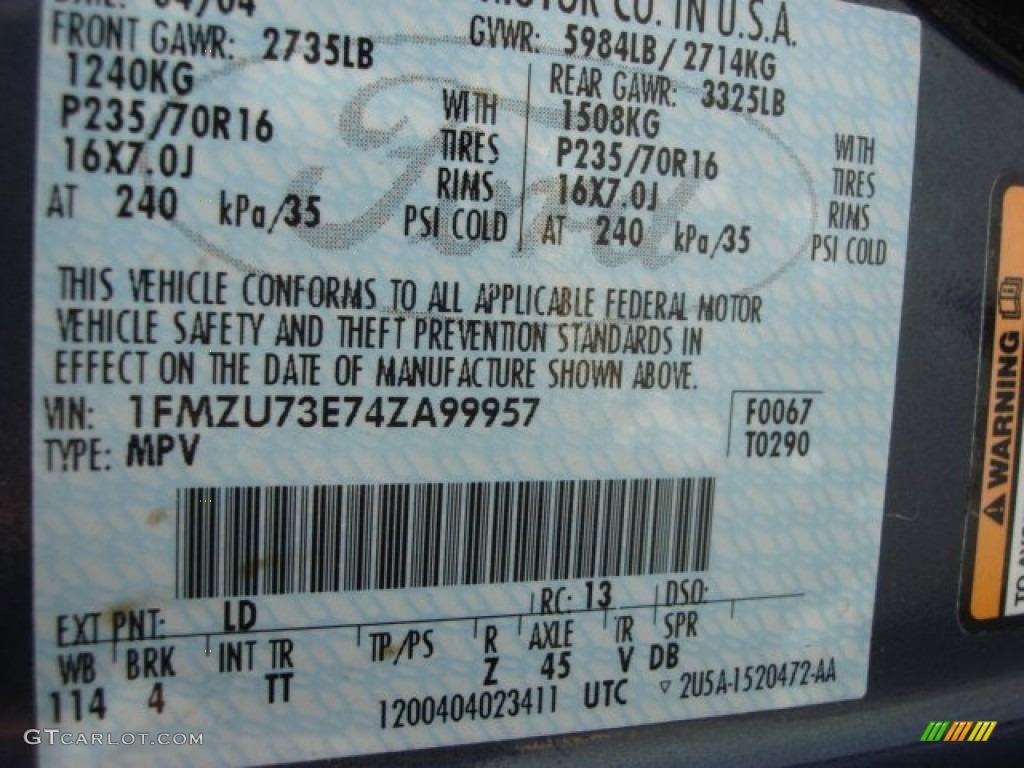 DATE: 04/04
MOTOR CO. IN U.S.A.
FRONT GAWR: 2735LB
GVWR: 5984LB/ 2714KG
1240KG
REAR GAWR: 3325LB
P235/70R16
WITH
1508KG
WITH
16X7.0J
TIRES
P235/70R16
TIRES
RIMS
16X7.0J
RIMS
AT 240 kPa/35 PSI COLD
AT 240 kPa/35 PSI COLD
Ford
THIS VEHICLE CONFORMS TO ALL APPLICABLE FEDERAL MOTOR
VEHICLE SAFETY AND THEFT PREVENTION STANDARDS IN
EFFECT ON THE DATE OF MANUFACTURE SHOWN ABOVE.
VIN: 1FMZU73E74ZA99957
F0067
TYPE: MPV
T0290
EXT PNT: LD
RC: 13
DSO:
WB BRK INT TR TP/PS R AXLE TR SPR
114 4 TT Z 45 V DB
1200404023411 UTC
▽ 2U5A-1520472-AA
WARNING
GTCARLOT.COM